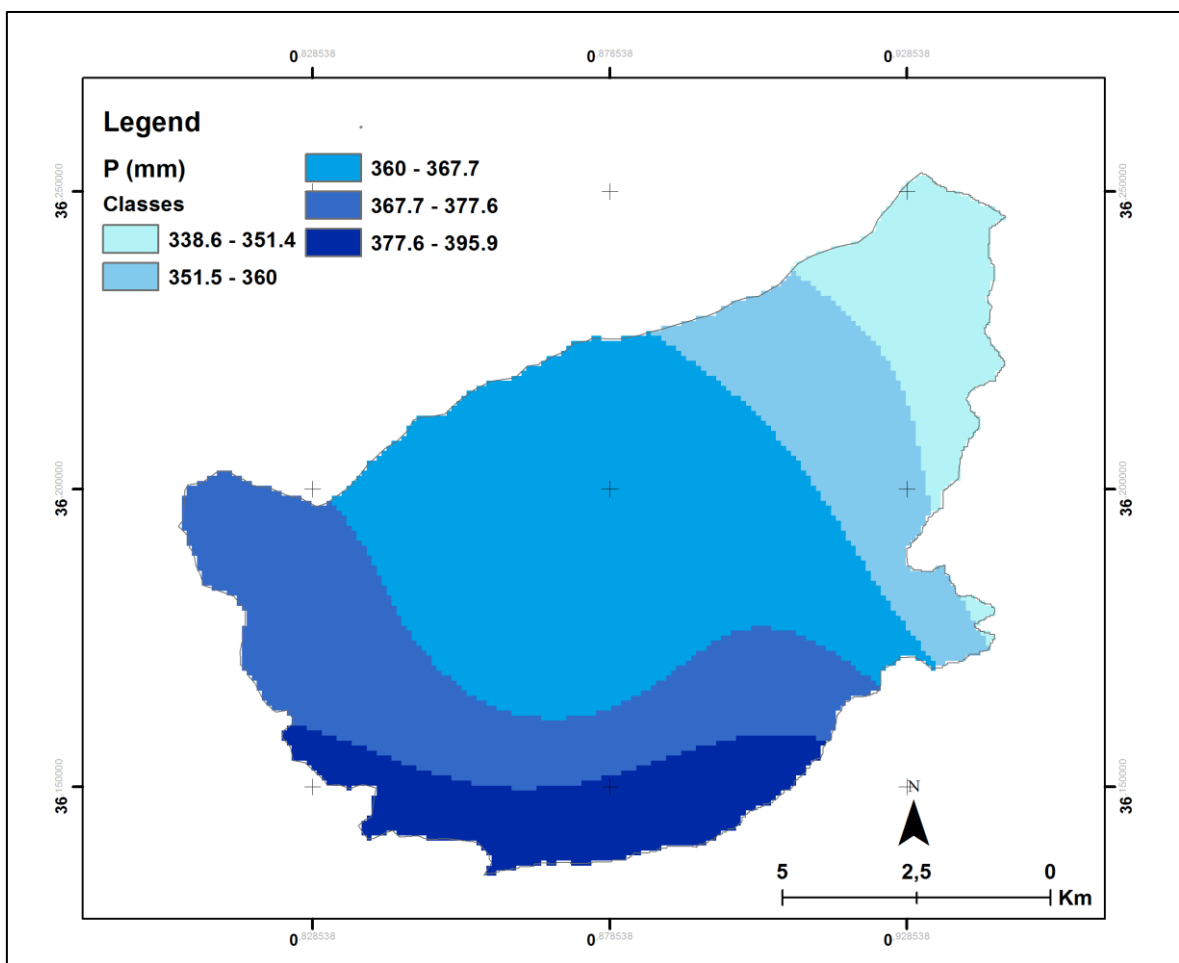 0.828538 0.878538 0.928538
Legend
P (mm)
Classes
338.6 - 351.4
351.5 - 360
360 - 367.7
367.7 - 377.6
377.6 - 395.9
36.250000 36.250000
36.200000 36.200000
36.150000 36.150000
N
5 2,5 0
Km
0.828538 0.878538 0.928538